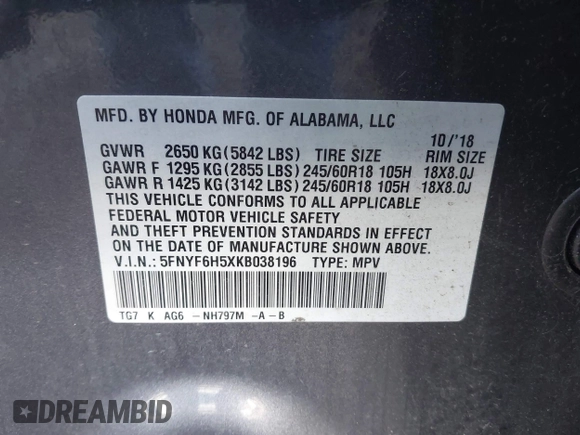 MFD. BY HONDA MFG. OF ALABAMA, LLC
10/'18
GVWR 2650 KG(5842 LBS) TIRE SIZE RIM SIZE
GAWR F 1295 KG(2855 LBS) 245/60R18 105H 18X8.0J
GAWR R 1425 KG(3142 LBS) 245/60R18 105H 18X8.0J
THIS VEHICLE CONFORMS TO ALL APPLICABLE
FEDERAL MOTOR VEHICLE SAFETY
AND THEFT PREVENTION STANDARDS IN EFFECT
ON THE DATE OF MANUFACTURE SHOWN ABOVE.
V.I.N.: 5FNYF6H5XKB038196 TYPE: MPV
TG7 K AG6 -NH797M -A-B
DREAMBID